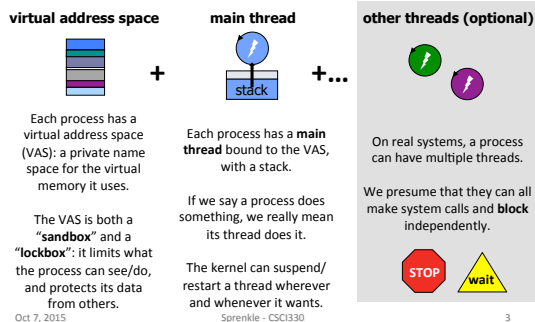 virtual address space
main thread
other threads (optional)
+
stack
+...
Each process has a
virtual address space
(VAS): a private name
space for the virtual
memory it uses.
The VAS is both a
“sandbox” and a
“lockbox”: it limits what
the process can see/do,
and protects its data
from others.
Each process has a main
thread bound to the VAS,
with a stack.
If we say a process does
something, we really mean
its thread does it.
The kernel can suspend/
restart a thread wherever
and whenever it wants.
On real systems, a process
can have multiple threads.
We presume that they can all
make system calls and block
independently.
STOP
wait
Oct 7, 2015
Sprenkle - CSCI330
3